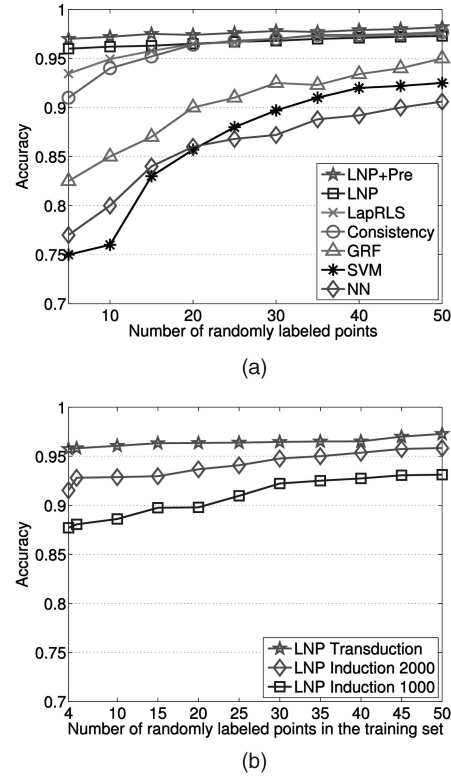 1
0.95
0.9
0.85
0.8
0.75
0.7
Accuracy
LNP+Pre
LNP
LapRLS
Consistency
GRF
SVM
NN
10
20
30
40
50
Number of randomly labeled points
(a)
1
0.95
0.9
0.85
0.8
0.75
0.7
Accuracy
LNP Transduction
LNP Induction 2000
LNP Induction 1000
4
10
15
20
25
30
35
40
45
50
Number of randomly labeled points in the training set
(b)